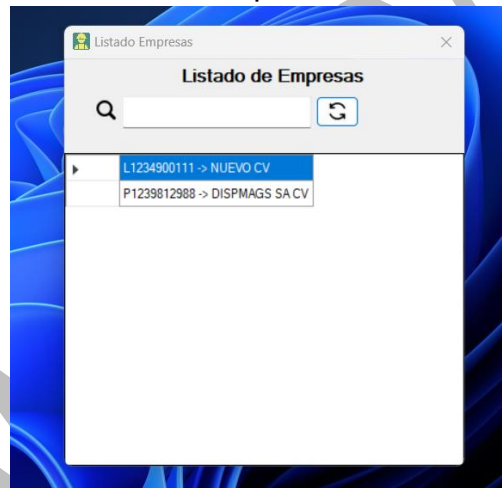 Listado Empresas
Listado de Empresas
L1234900111 -> NUEVO CV
P1239812988 -> DISPMAGS SA CV